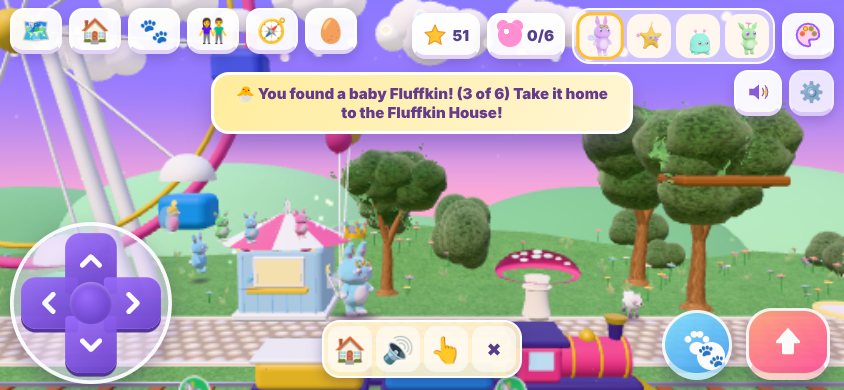 51
0/6
🐣 You found a baby Fluffkin! (3 of 6) Take it home
to the Fluffkin House!